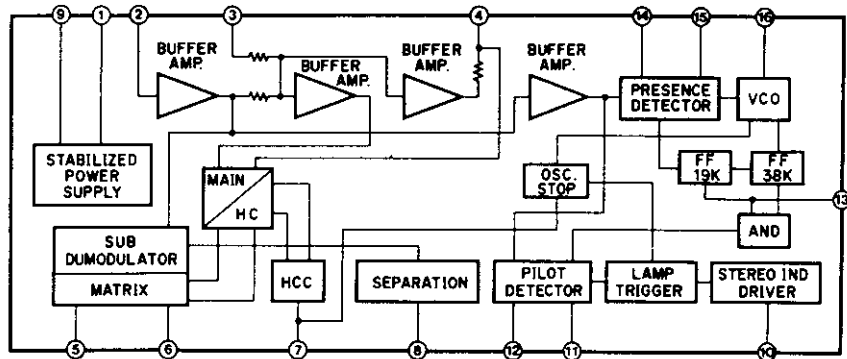 9
1
2
3
4
14
15
16
BUFFER
AMP.
BUFFER
AMP.
BUFFER
AMP.
BUFFER
AMP.
PRESENCE
DETECTOR
VCO
STABILIZED
POWER
SUPPLY
MAIN
HC
OSC.
STOP
FF
19K
FF
38K
13
AND
SUB
DUMODULATOR
MATRIX
HCC
SEPARATION
PILOT
DETECTOR
LAMP
TRIGGER
STEREO IND
DRIVER
5
6
7
8
12
11
10